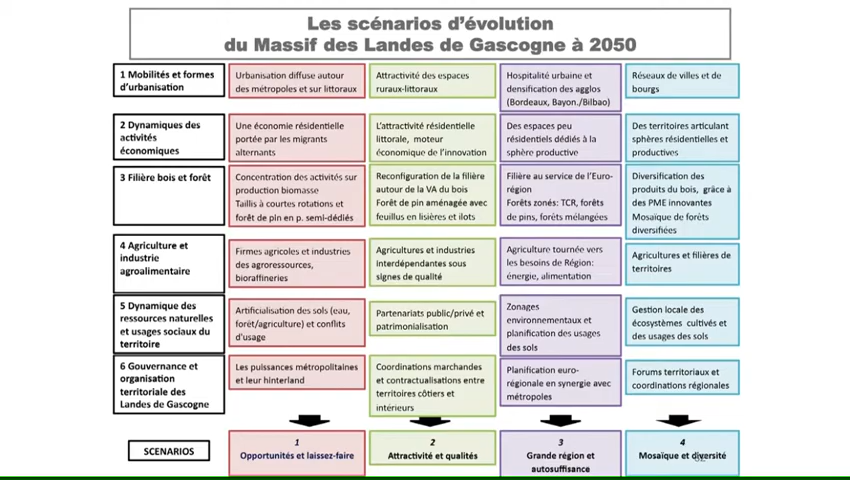 Les scénarios d'évolution
du Massif des Landes de Gascogne à 2050
1 Mobilités et formes
d'urbanisation
Urbanisation diffuse autour
des métropoles et sur littoraux
Attractivité des espaces
ruraux-littoraux
Hospitalité urbaine et
densification des agglos
(Bordeaux, Bayon./Bilbao)
Réseaux de villes et de
bourgs
2 Dynamiques des
activités
économiques
Une économie résidentielle
portée par les migrants
alternants
L'attractivité résidentielle
littorale, moteur
économique de l'innovation
Des espaces peu
résidentiels dédiés à la
sphère productive
Des territoires articulant
sphères résidentielles et
productives
3 Filière bois et forêt
Concentration des activités sur
production biomasse
Taillis à courtes rotations et
forêt de pin en p. semi-dédiés
Reconfiguration de la filière
autour de la VA du bois
Forêt de pin aménagée avec
feuillus en lisières et ilots
Filière au service de l'Euro-
région
Forêts zonés: TCR, forêts
de pins, forêts mélangées
Diversification des
produits du bois, grâce à
des PME innovantes
Mosaïque de forêts
diversifiées
4 Agriculture et
industrie
agroalimentaire
Firmes agricoles et industries
des agroressources,
bioraffineries
Agricultures et industries
interdépendantes sous
signes de qualité
Agriculture tournée vers
les besoins de Région:
énergie, alimentation
Agricultures et filières de
territoires
5 Dynamique des
ressources naturelles
et usages sociaux du
territoire
Artificialisation des sols (eau,
forêt/agriculture) et conflits
d'usage
Partenariats public/privé et
patrimonialisation
Zonages
environnementaux et
planification des usages
des sols
Gestion locale des
écosystèmes cultivés et
des usages des sols
6 Gouvernance et
organisation
territoriale des
Landes de Gascogne
Les puissances métropolitaines
et leur hinterland
Coordinations marchandes
et contractualisations entre
territoires côtiers et
intérieurs
Planification euro-
régionale en synergie avec
métropoles
Forums territoriaux et
coordinations régionales
SCENARIOS
1
Opportunités et laissez-faire
2
Attractivité et qualités
3
Grande région et
autosuffisance
4
Mosaïque et diversité